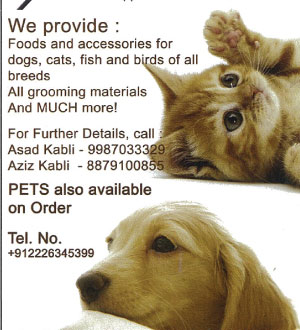 We provide :
Foods and accessories for
dogs, cats, fish and birds of all
breeds
All grooming materials
And MUCH more!
For Further Details, call :
Asad Kabli - 9987033329
Aziz Kabli - 8879100855
PETS also available
on Order
Tel. No.
+912226345399